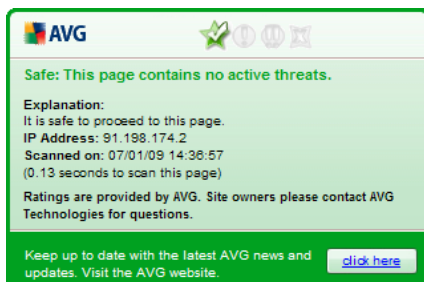 AVG
Safe: This page contains no active threats.
Explanation:
It is safe to proceed to this page.
IP Address: 91.198.174.2
Scanned on: 07/01/09 14:36:57
(0.13 seconds to scan this page)
Ratings are provided by AVG. Site owners please contact AVG
Technologies for questions.
Keep up to date with the latest AVG news and
updates. Visit the AVG website.
click here